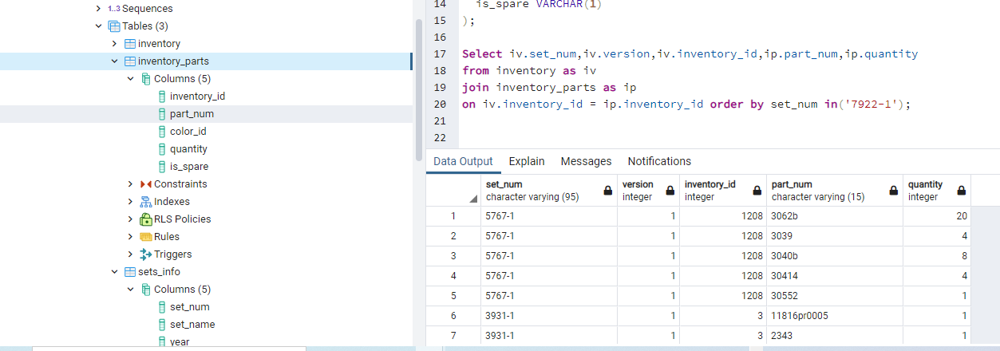 1..3 Sequences
Tables (3)
inventory
inventory_parts
Columns (5)
inventory_id
part_num
color_id
quantity
is_spare
Constraints
Indexes
RLS Policies
Rules
Triggers
sets_info
Columns (5)
set_num
set_name
year
14 is_spare VARCHAR(1)
15 );
16
17 Select iv.set_num,iv.version,iv.inventory_id,ip.part_num,ip.quantity
18 from inventory as iv
19 join inventory_parts as ip
20 on iv.inventory_id = ip.inventory_id order by set_num in('7922-1');
21
22
Data Output Explain Messages Notifications
set_num version inventory_id part_num quantity
character varying (95) integer integer character varying (15) integer
1 5767-1 1 1208 3062b 20
2 5767-1 1 1208 3039 4
3 5767-1 1 1208 3040b 8
4 5767-1 1 1208 30414 4
5 5767-1 1 1208 30552 1
6 3931-1 1 3 11816pr0005 1
7 3931-1 1 3 2343 1